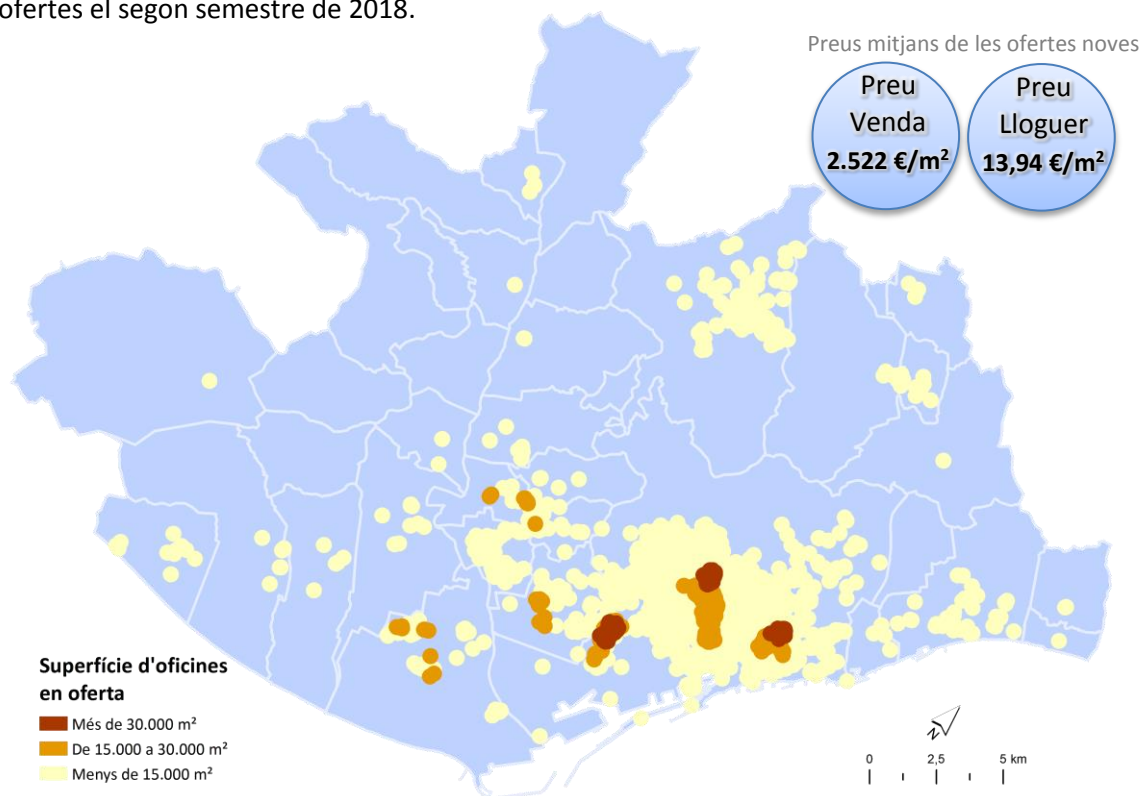 ofertes el segon semestre de 2018.
Preus mitjans de les ofertes noves
Preu
Venda
2.522 €/m²
Preu
Lloguer
13,94 €/m²
Superfície d'oficines
en oferta
Més de 30.000 m²
De 15.000 a 30.000 m²
Menys de 15.000 m²
N
0 2,5 5 km